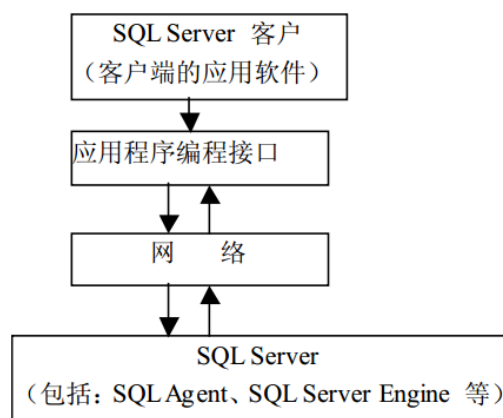 SQL Server 客户
（客户端的应用软件）
应用程序编程接口
网 络
SQL Server
（包括：SQL Agent、SQL Server Engine 等）